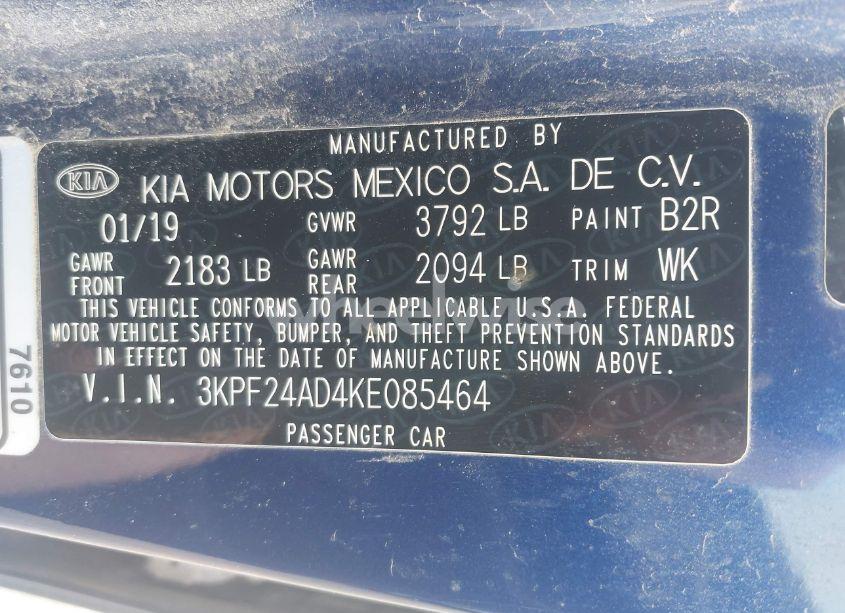 MANUFACTURED BY
KIA KIA MOTORS MEXICO S.A. DE C.V.
01/19 GVWR 3792 LB PAINT B2R
GAWR FRONT 2183 LB GAWR REAR 2094 LB TRIM WK
THIS VEHICLE CONFORMS TO ALL APPLICABLE U.S.A. FEDERAL
MOTOR VEHICLE SAFETY, BUMPER, AND THEFT PREVENTION STANDARDS
IN EFFECT ON THE DATE OF MANUFACTURE SHOWN ABOVE.
V.I.N. 3KPF24AD4KE085464
PASSENGER CAR
7610
wheelwise